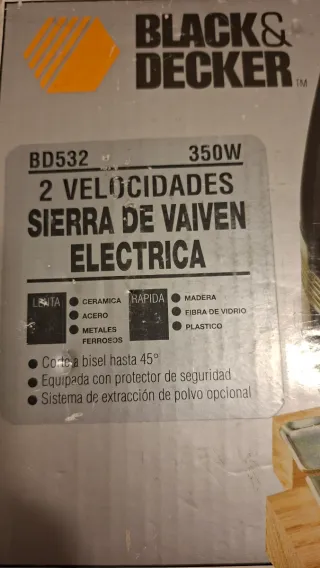 BLACK&
DECKER™
BD532 350W
2 VELOCIDADES
SIERRA DE VAIVEN
ELECTRICA
LENTA
● CERAMICA
● ACERO
● METALES
FERROSOS
RAPIDA
● MADERA
● FIBRA DE VIDRIO
● PLASTICO
● Corte a bisel hasta 45°
● Equipada con protector de seguridad
● Sistema de extracción de polvo opcional